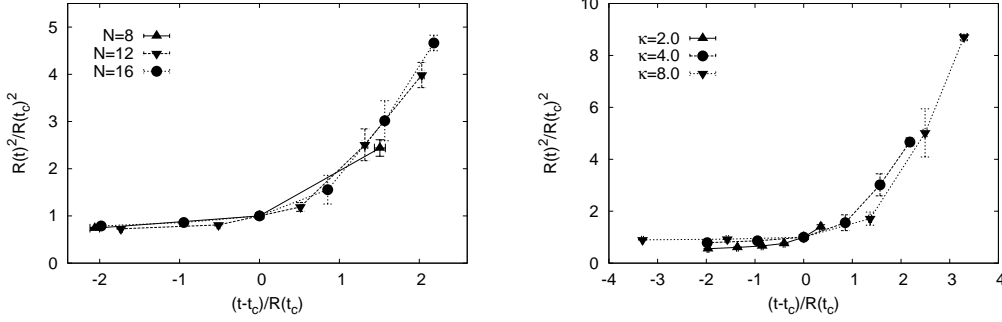 R(t)²/R(t_c)²
5
4
3
2
1
0
N=8
N=12
N=16
-2
-1
0
1
2
(t-t_c)/R(t_c)
R(t)²/R(t_c)²
10
8
6
4
2
0
κ=2.0
κ=4.0
κ=8.0
-4
-3
-2
-1
0
1
2
3
4
(t-t_c)/R(t_c)